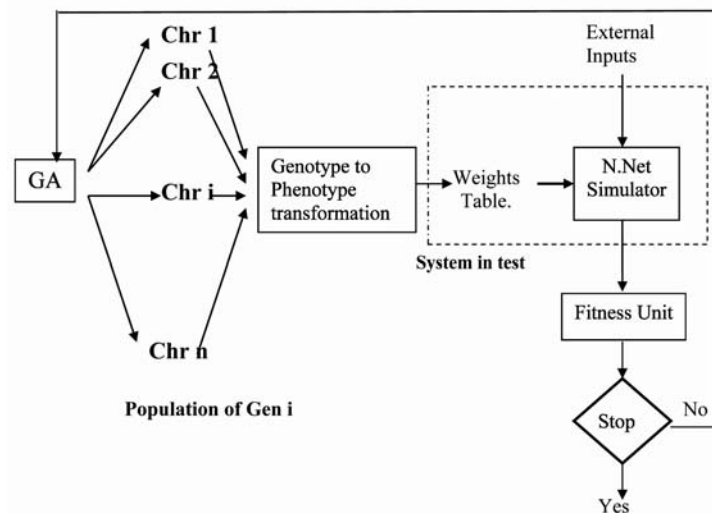 Chr 1
Chr 2
Chr i
Chr n
GA
Genotype to
Phenotype
transformation
Weights
Table.
External
Inputs
N.Net
Simulator
System in test
Fitness Unit
Stop
No
Yes
Population of Gen i